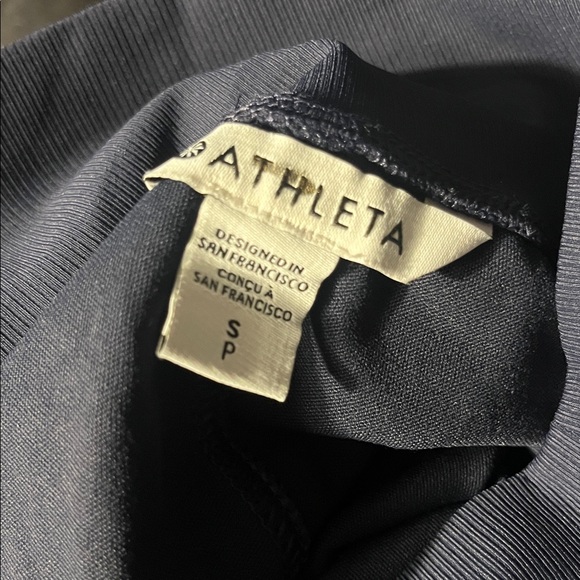 ATHLETA
DESIGNED IN
SAN FRANCISCO
CONÇU À
SAN FRANCISCO
S
P